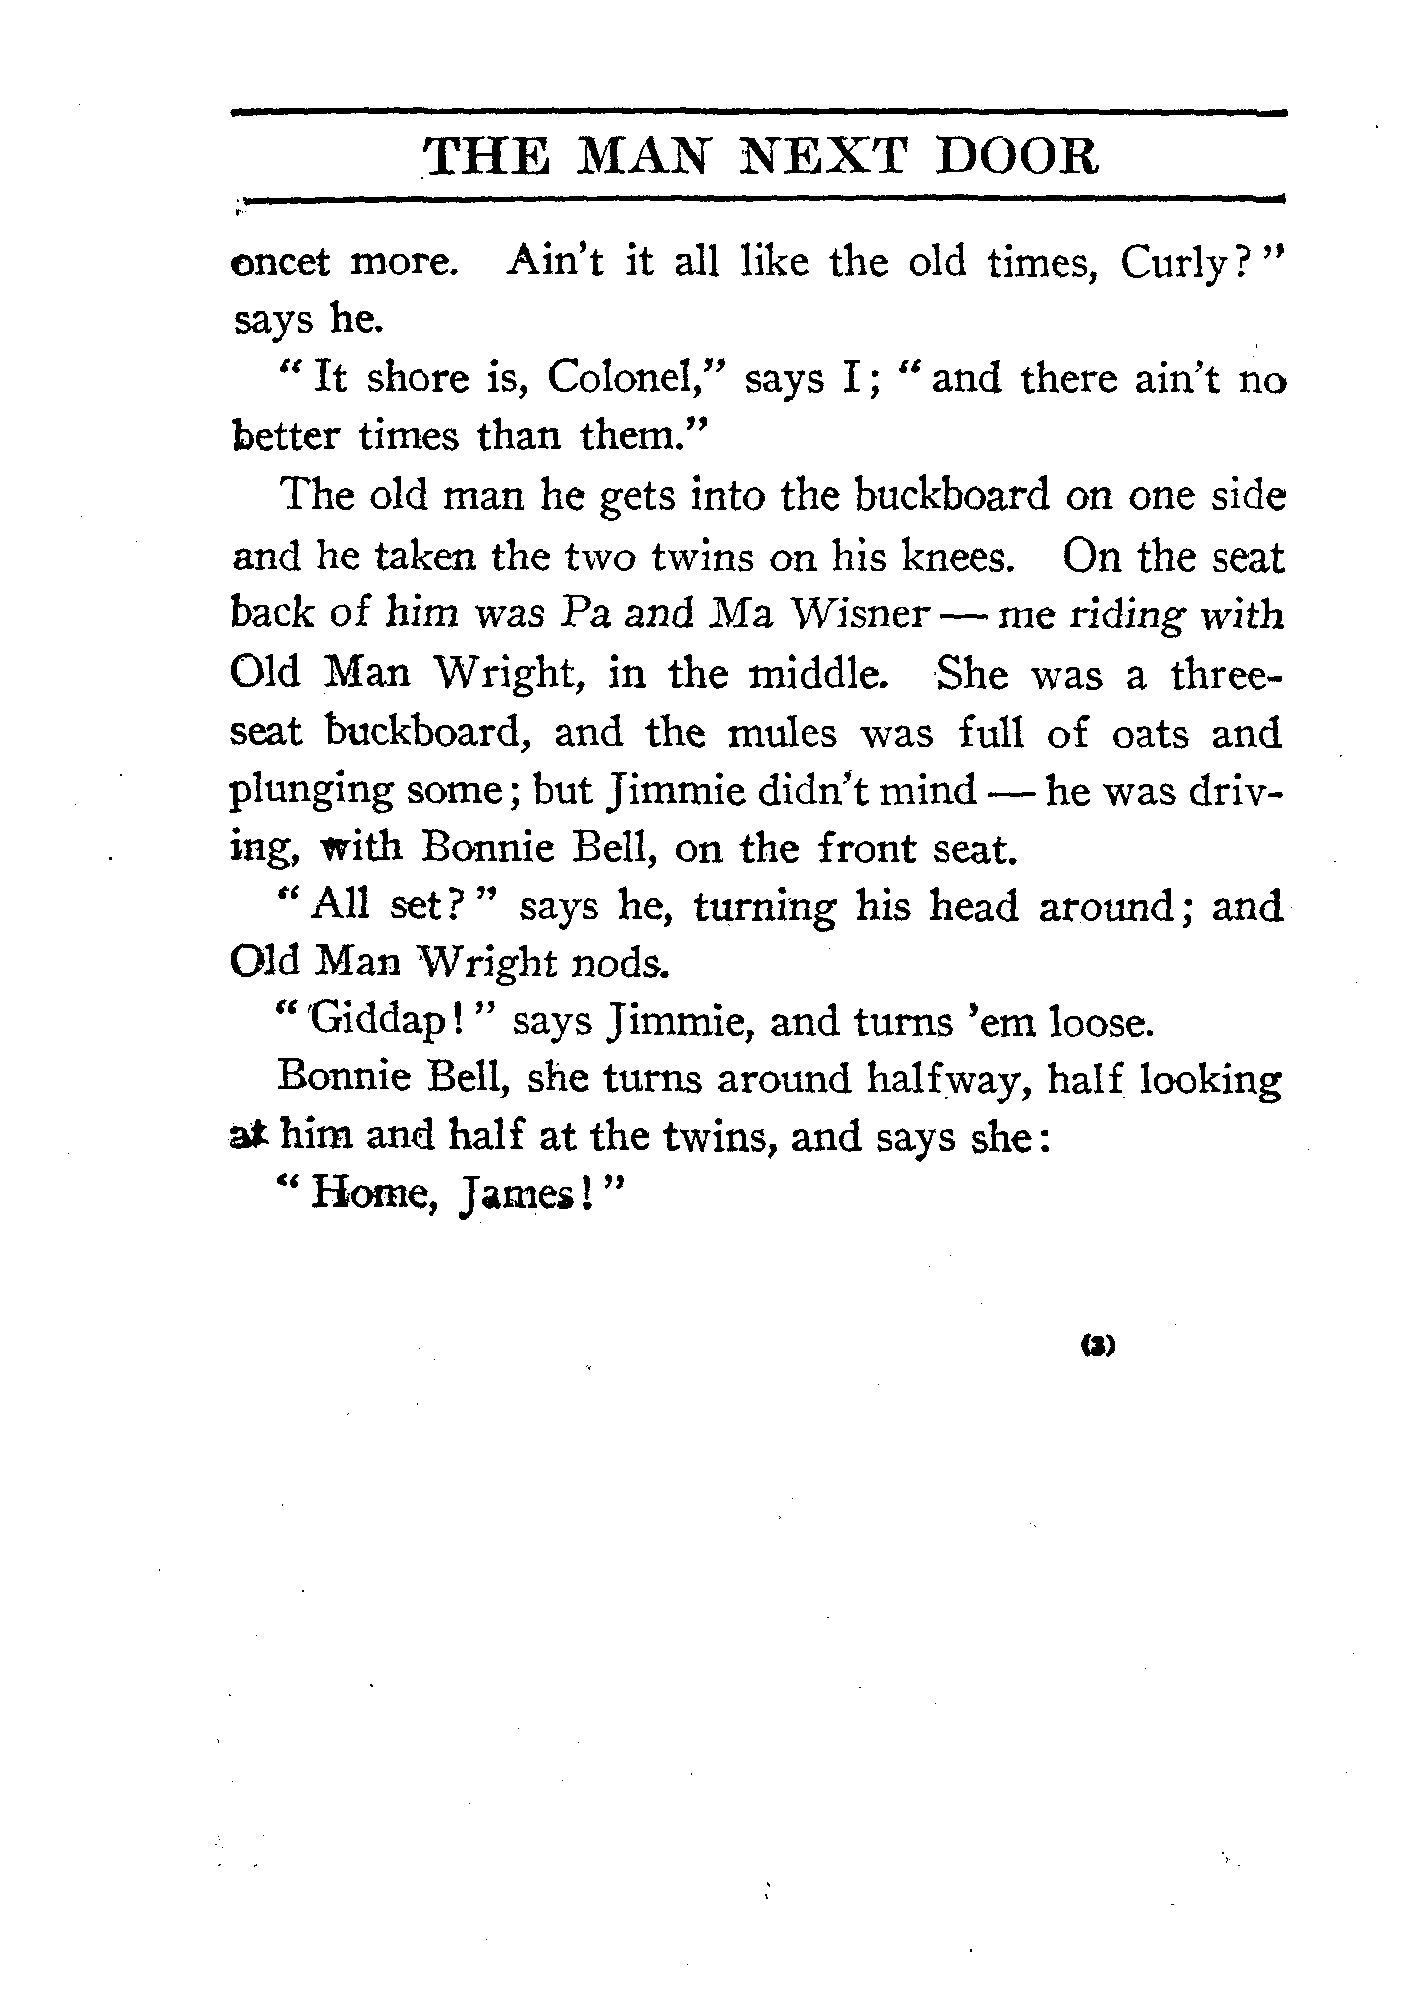 THE MAN NEXT DOOR
oncet more. Ain't it all like the old times, Curly?"
says he.
"It shore is, Colonel," says I; "and there ain't no
better times than them."
The old man he gets into the buckboard on one side
and he taken the two twins on his knees. On the seat
back of him was Pa and Ma Wisner — me riding with
Old Man Wright, in the middle. She was a three-
seat buckboard, and the mules was full of oats and
plunging some; but Jimmie didn't mind — he was driv-
ing, with Bonnie Bell, on the front seat.
"All set?" says he, turning his head around; and
Old Man Wright nods.
"Giddap!" says Jimmie, and turns 'em loose.
Bonnie Bell, she turns around halfway, half looking
at him and half at the twins, and says she:
"Home, James!"
(3)